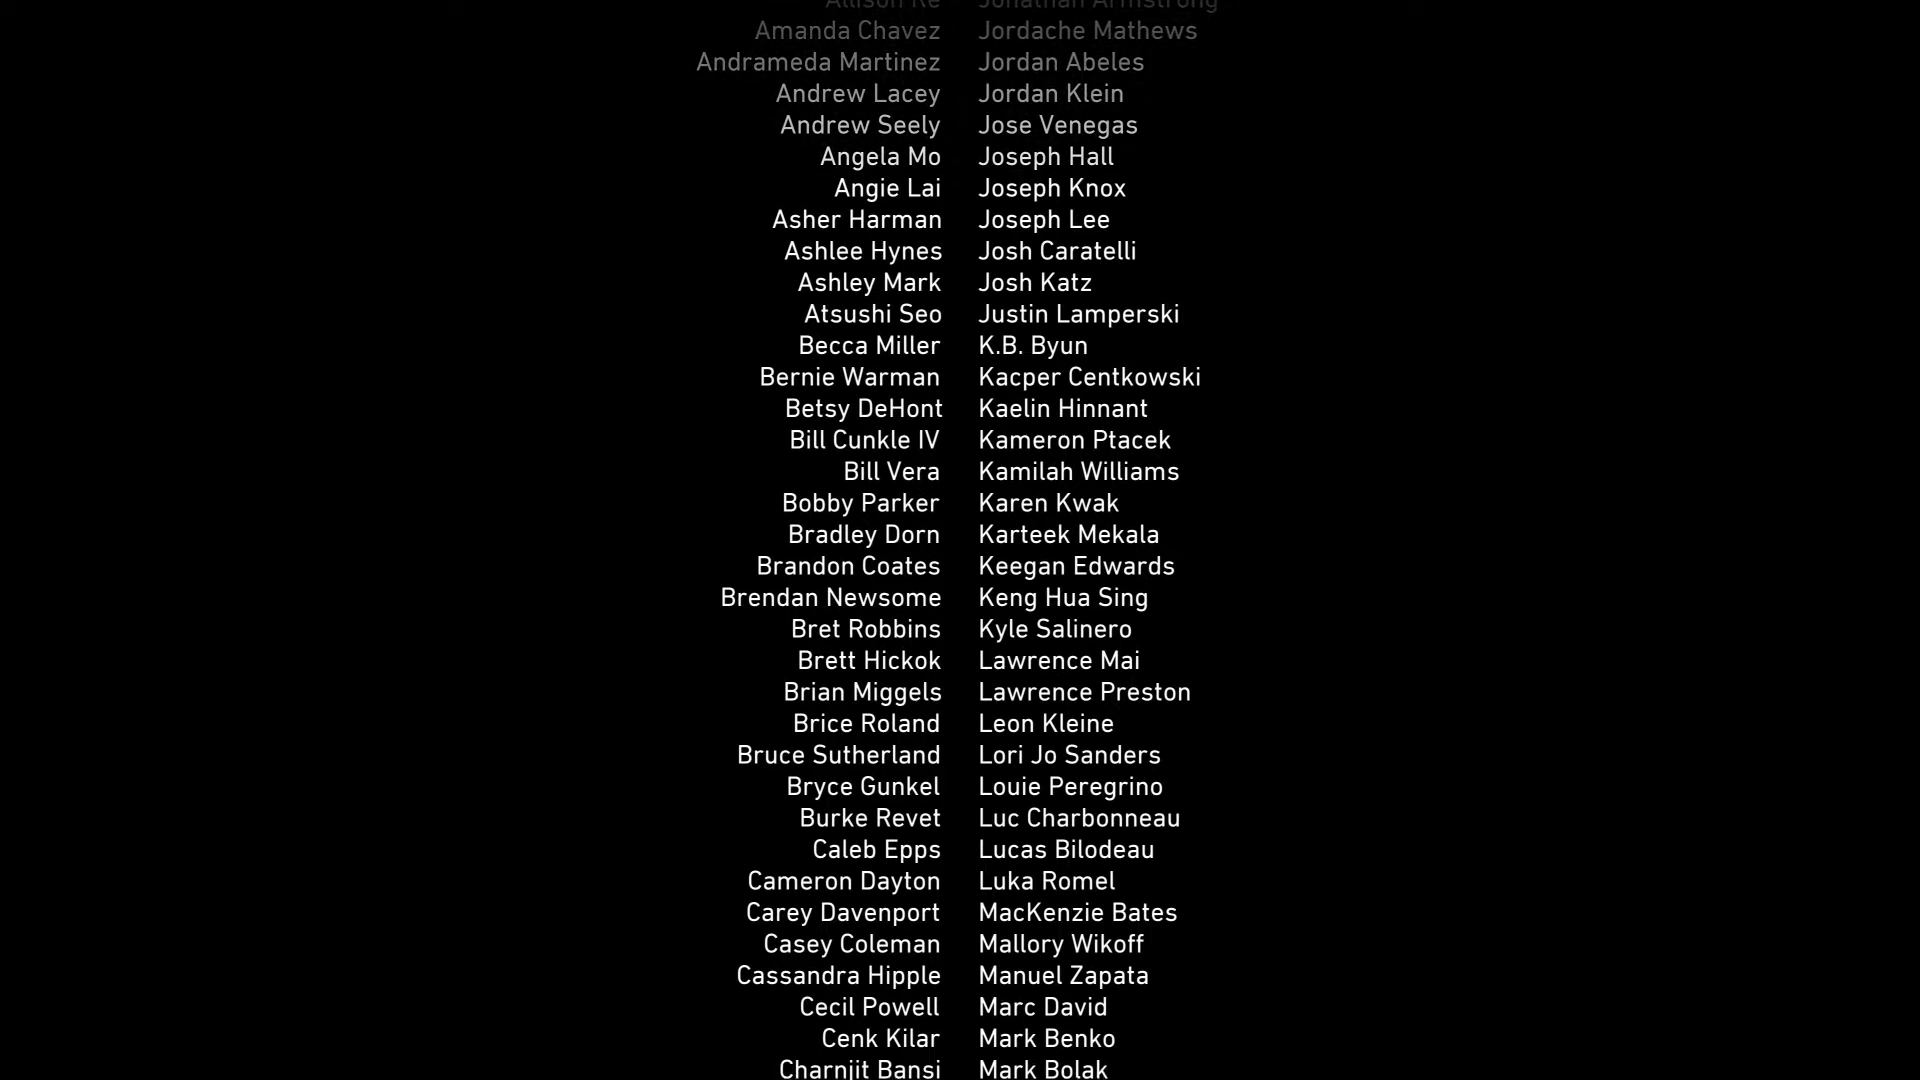 Jonathan Armstrong
Amanda Chavez Jordache Mathews
Andrameda Martinez Jordan Abeles
Andrew Lacey Jordan Klein
Andrew Seely Jose Venegas
Angela Mo Joseph Hall
Angie Lai Joseph Knox
Asher Harman Joseph Lee
Ashlee Hynes Josh Caratelli
Ashley Mark Josh Katz
Atsushi Seo Justin Lamperski
Becca Miller K.B. Byun
Bernie Warman Kacper Centkowski
Betsy DeHont Kaelin Hinnant
Bill Cunkle IV Kameron Ptacek
Bill Vera Kamilah Williams
Bobby Parker Karen Kwak
Bradley Dorn Karteek Mekala
Brandon Coates Keegan Edwards
Brendan Newsome Keng Hua Sing
Bret Robbins Kyle Salinero
Brett Hickok Lawrence Mai
Brian Miggels Lawrence Preston
Brice Roland Leon Kleine
Bruce Sutherland Lori Jo Sanders
Bryce Gunkel Louie Peregrino
Burke Revet Luc Charbonneau
Caleb Epps Lucas Bilodeau
Cameron Dayton Luka Romel
Carey Davenport MacKenzie Bates
Casey Coleman Mallory Wikoff
Cassandra Hipple Manuel Zapata
Cecil Powell Marc David
Cenk Kilar Mark Benko
Charnjit Bansi Mark Bolak